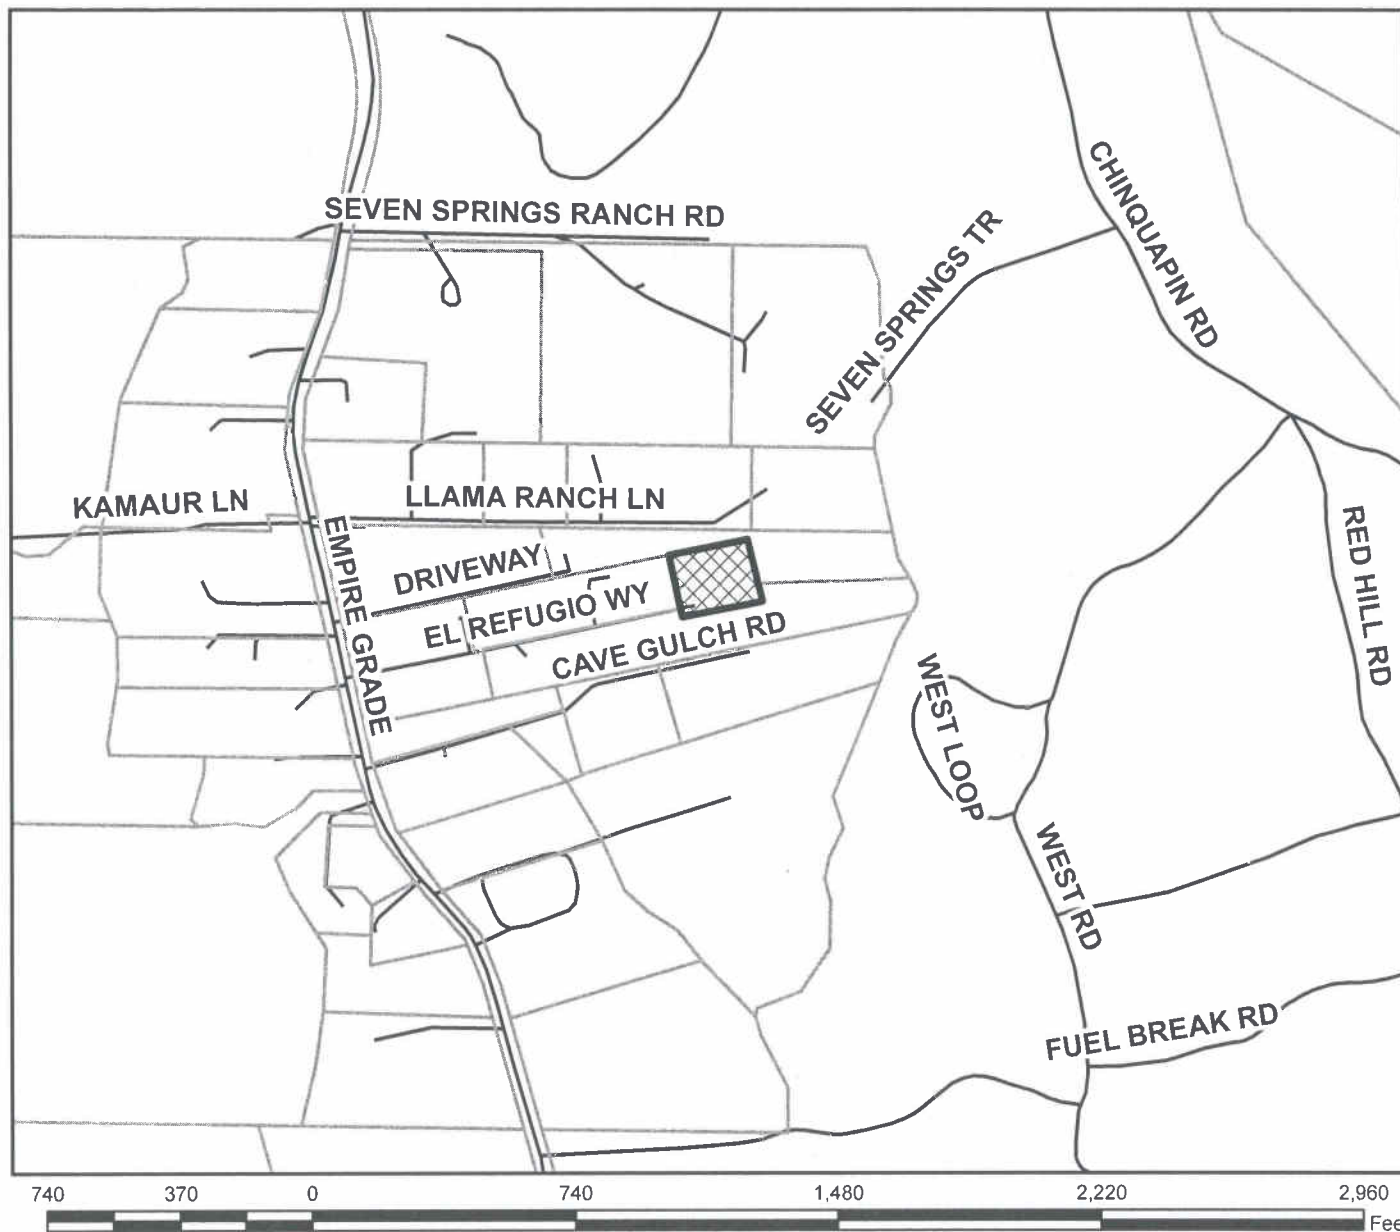 SEVEN SPRINGS RANCH RD
CHINQUAPIN RD
SEVEN SPRINGS TR
KAMAUR LN
LLAMA RANCH LN
EMPIRE GRADE
DRIVEWAY
EL REFUGIO WY
CAVE GULCH RD
RED HILL RD
WEST LOOP
WEST RD
FUEL BREAK RD
740 370 0 740 1,480 2,220 2,960